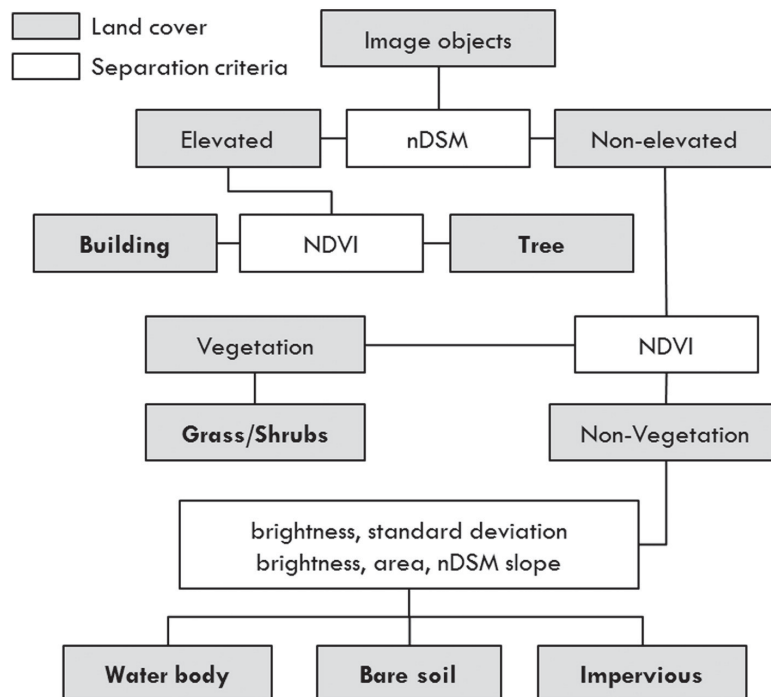 Land cover
Separation criteria
Image objects
Elevated
nDSM
Non-elevated
Building
NDVI
Tree
Vegetation
NDVI
Grass/Shrubs
Non-Vegetation
brightness, standard deviation
brightness, area, nDSM slope
Water body
Bare soil
Impervious